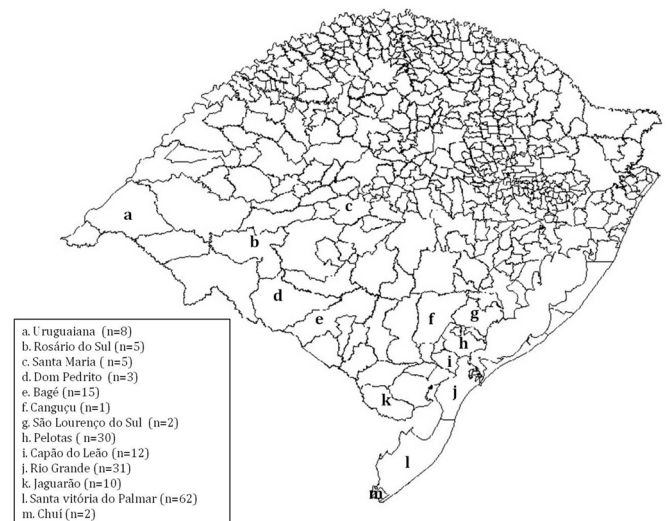 a
b
c
d
e
f
g
h
i
j
k
l
m
a. Uruguaiana (n=8)
b. Rosário do Sul (n=5)
c. Santa Maria ( n=5)
d. Dom Pedrito (n=3)
e. Bagé (n=15)
f. Canguçu (n=1)
g. São Lourenço do Sul (n=2)
h. Pelotas ( n=30)
i. Capão do Leão (n=12)
j. Rio Grande (n=31)
k. Jaguarão (n=10)
l. Santa vitória do Palmar (n=62)
m. Chuí (n=2)